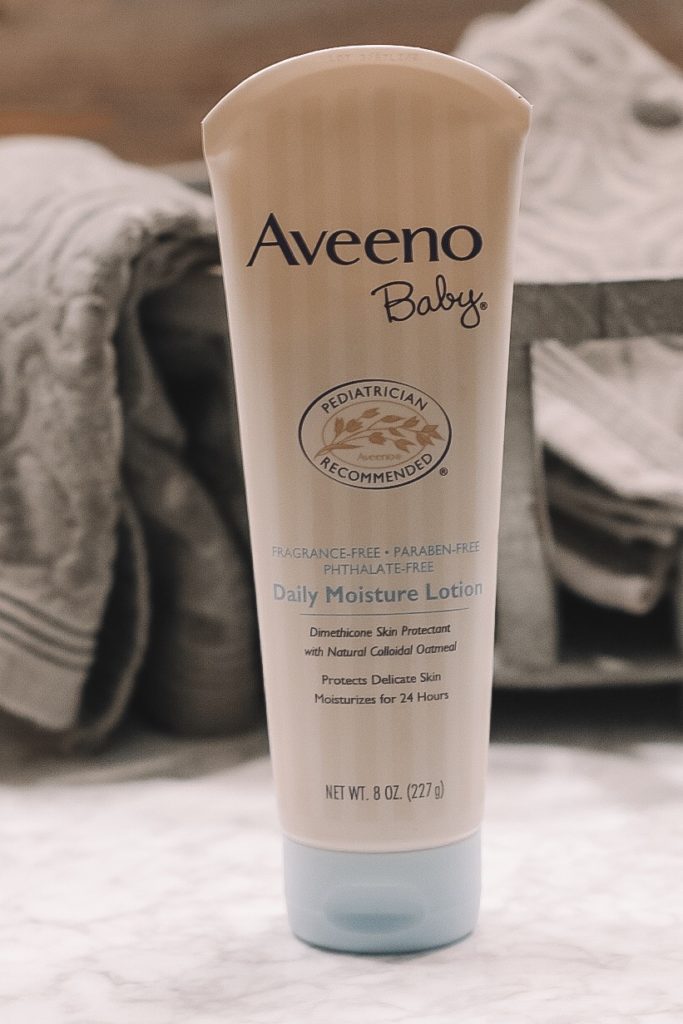 Aveeno
Baby®
PEDIATRICIAN
Aveeno®
RECOMMENDED®
FRAGRANCE-FREE • PARABEN-FREE
PHTHALATE-FREE
Daily Moisture Lotion
Dimethicone Skin Protectant
with Natural Colloidal Oatmeal
Protects Delicate Skin
Moisturizes for 24 Hours
NET WT. 8 OZ. (227 g)